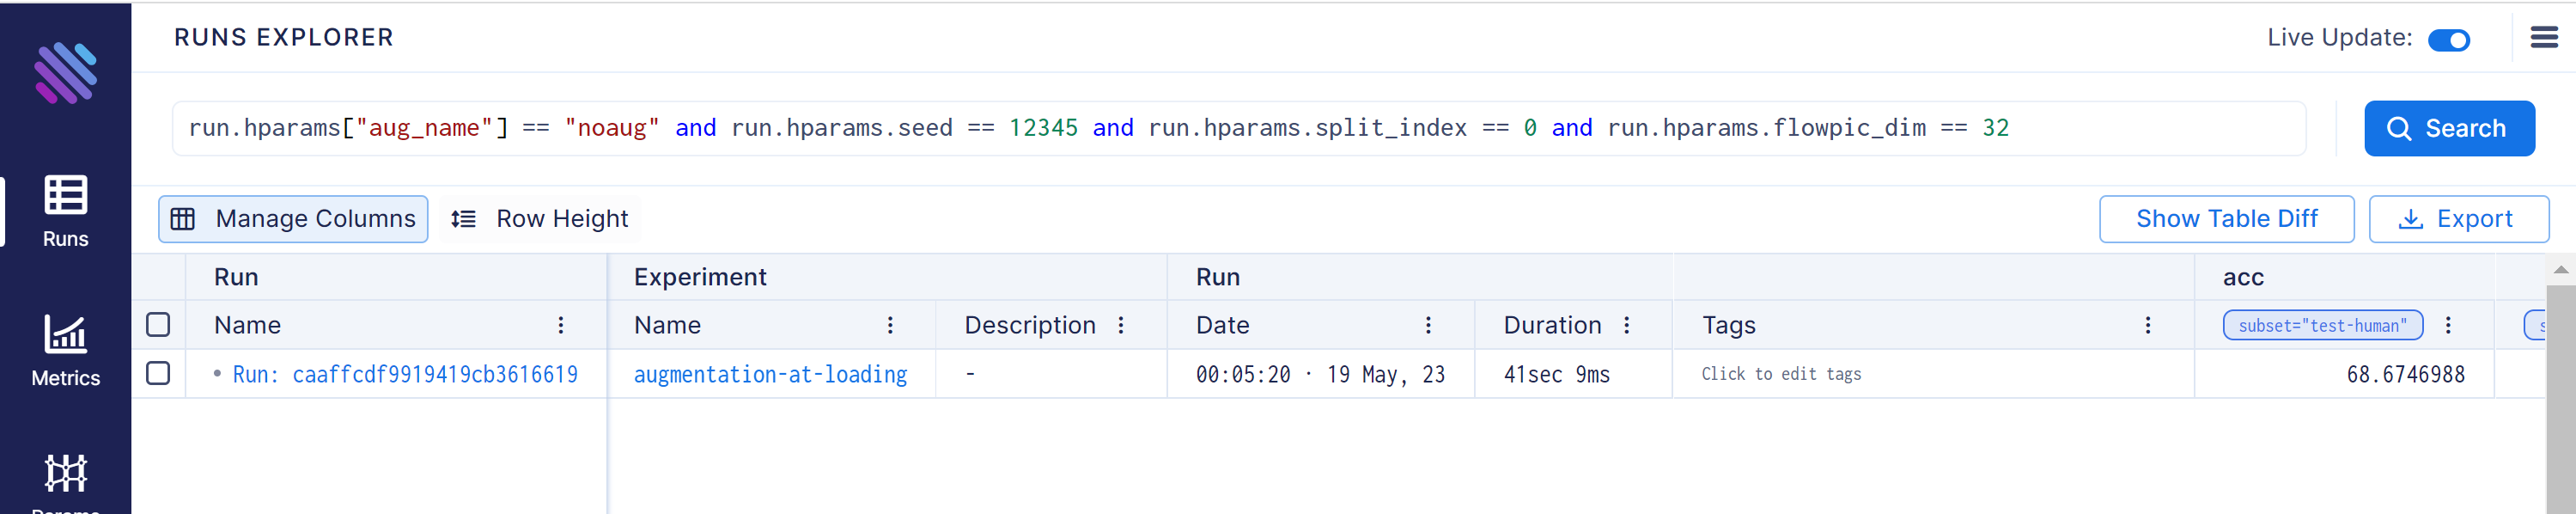 RUNS EXPLORER
Live Update:
run.hparams["aug_name"] == "noaug" and run.hparams.seed == 12345 and run.hparams.split_index == 0 and run.hparams.flowpic_dim == 32
Search
Runs
Manage Columns Row Height
Show Table Diff Export
Run Experiment Run acc
Name Name Description Date Duration Tags subset="test-human"
Run: caaffcdf9919419cb3616619 augmentation-at-loading - 00:05:20 · 19 May, 23 41sec 9ms Click to edit tags 68.6746988
Metrics